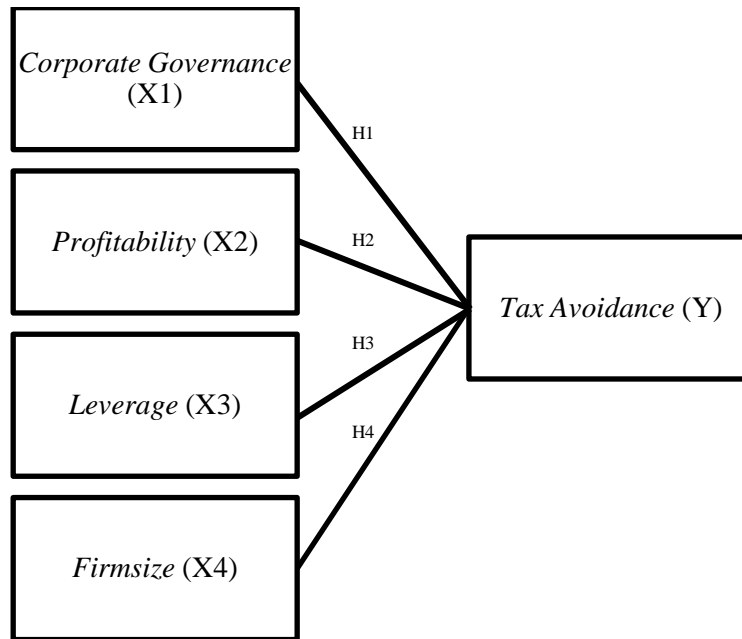 Corporate Governance
(X1)
H1
Profitability (X2)
H2
Tax Avoidance (Y)
H3
Leverage (X3)
H4
Firmsize (X4)